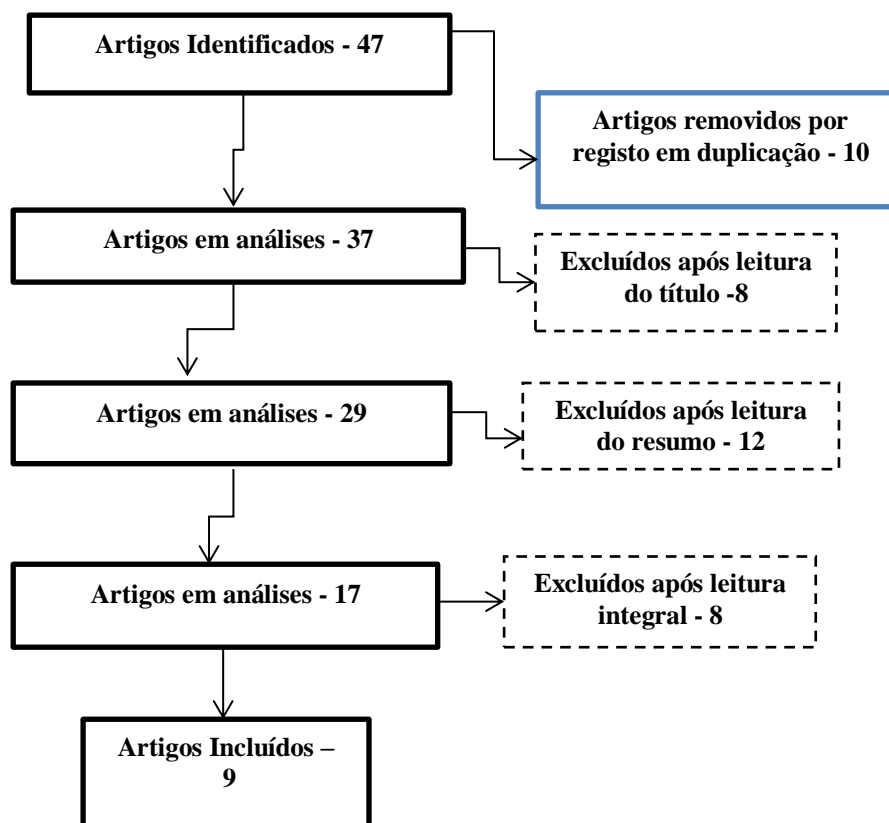 Artigos Identificados - 47
Artigos removidos por
registo em duplicação - 10
Artigos em análises - 37
Excluídos após leitura
do título -8
Artigos em análises - 29
Excluídos após leitura
do resumo - 12
Artigos em análises - 17
Excluídos após leitura
integral - 8
Artigos Incluídos –
9